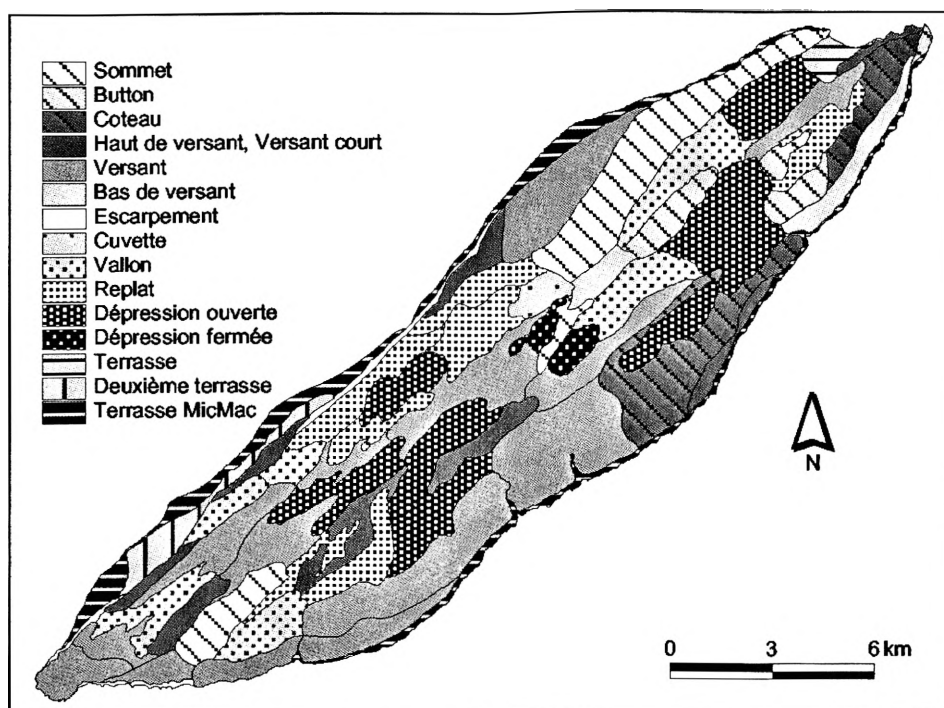 Sommet
Button
Coteau
Haut de versant, Versant court
Versant
Bas de versant
Escarpement
Cuvette
Vallon
Replat
Dépression ouverte
Dépression fermée
Terrasse
Deuxième terrasse
Terrasse MicMac
N
0 3 6 km